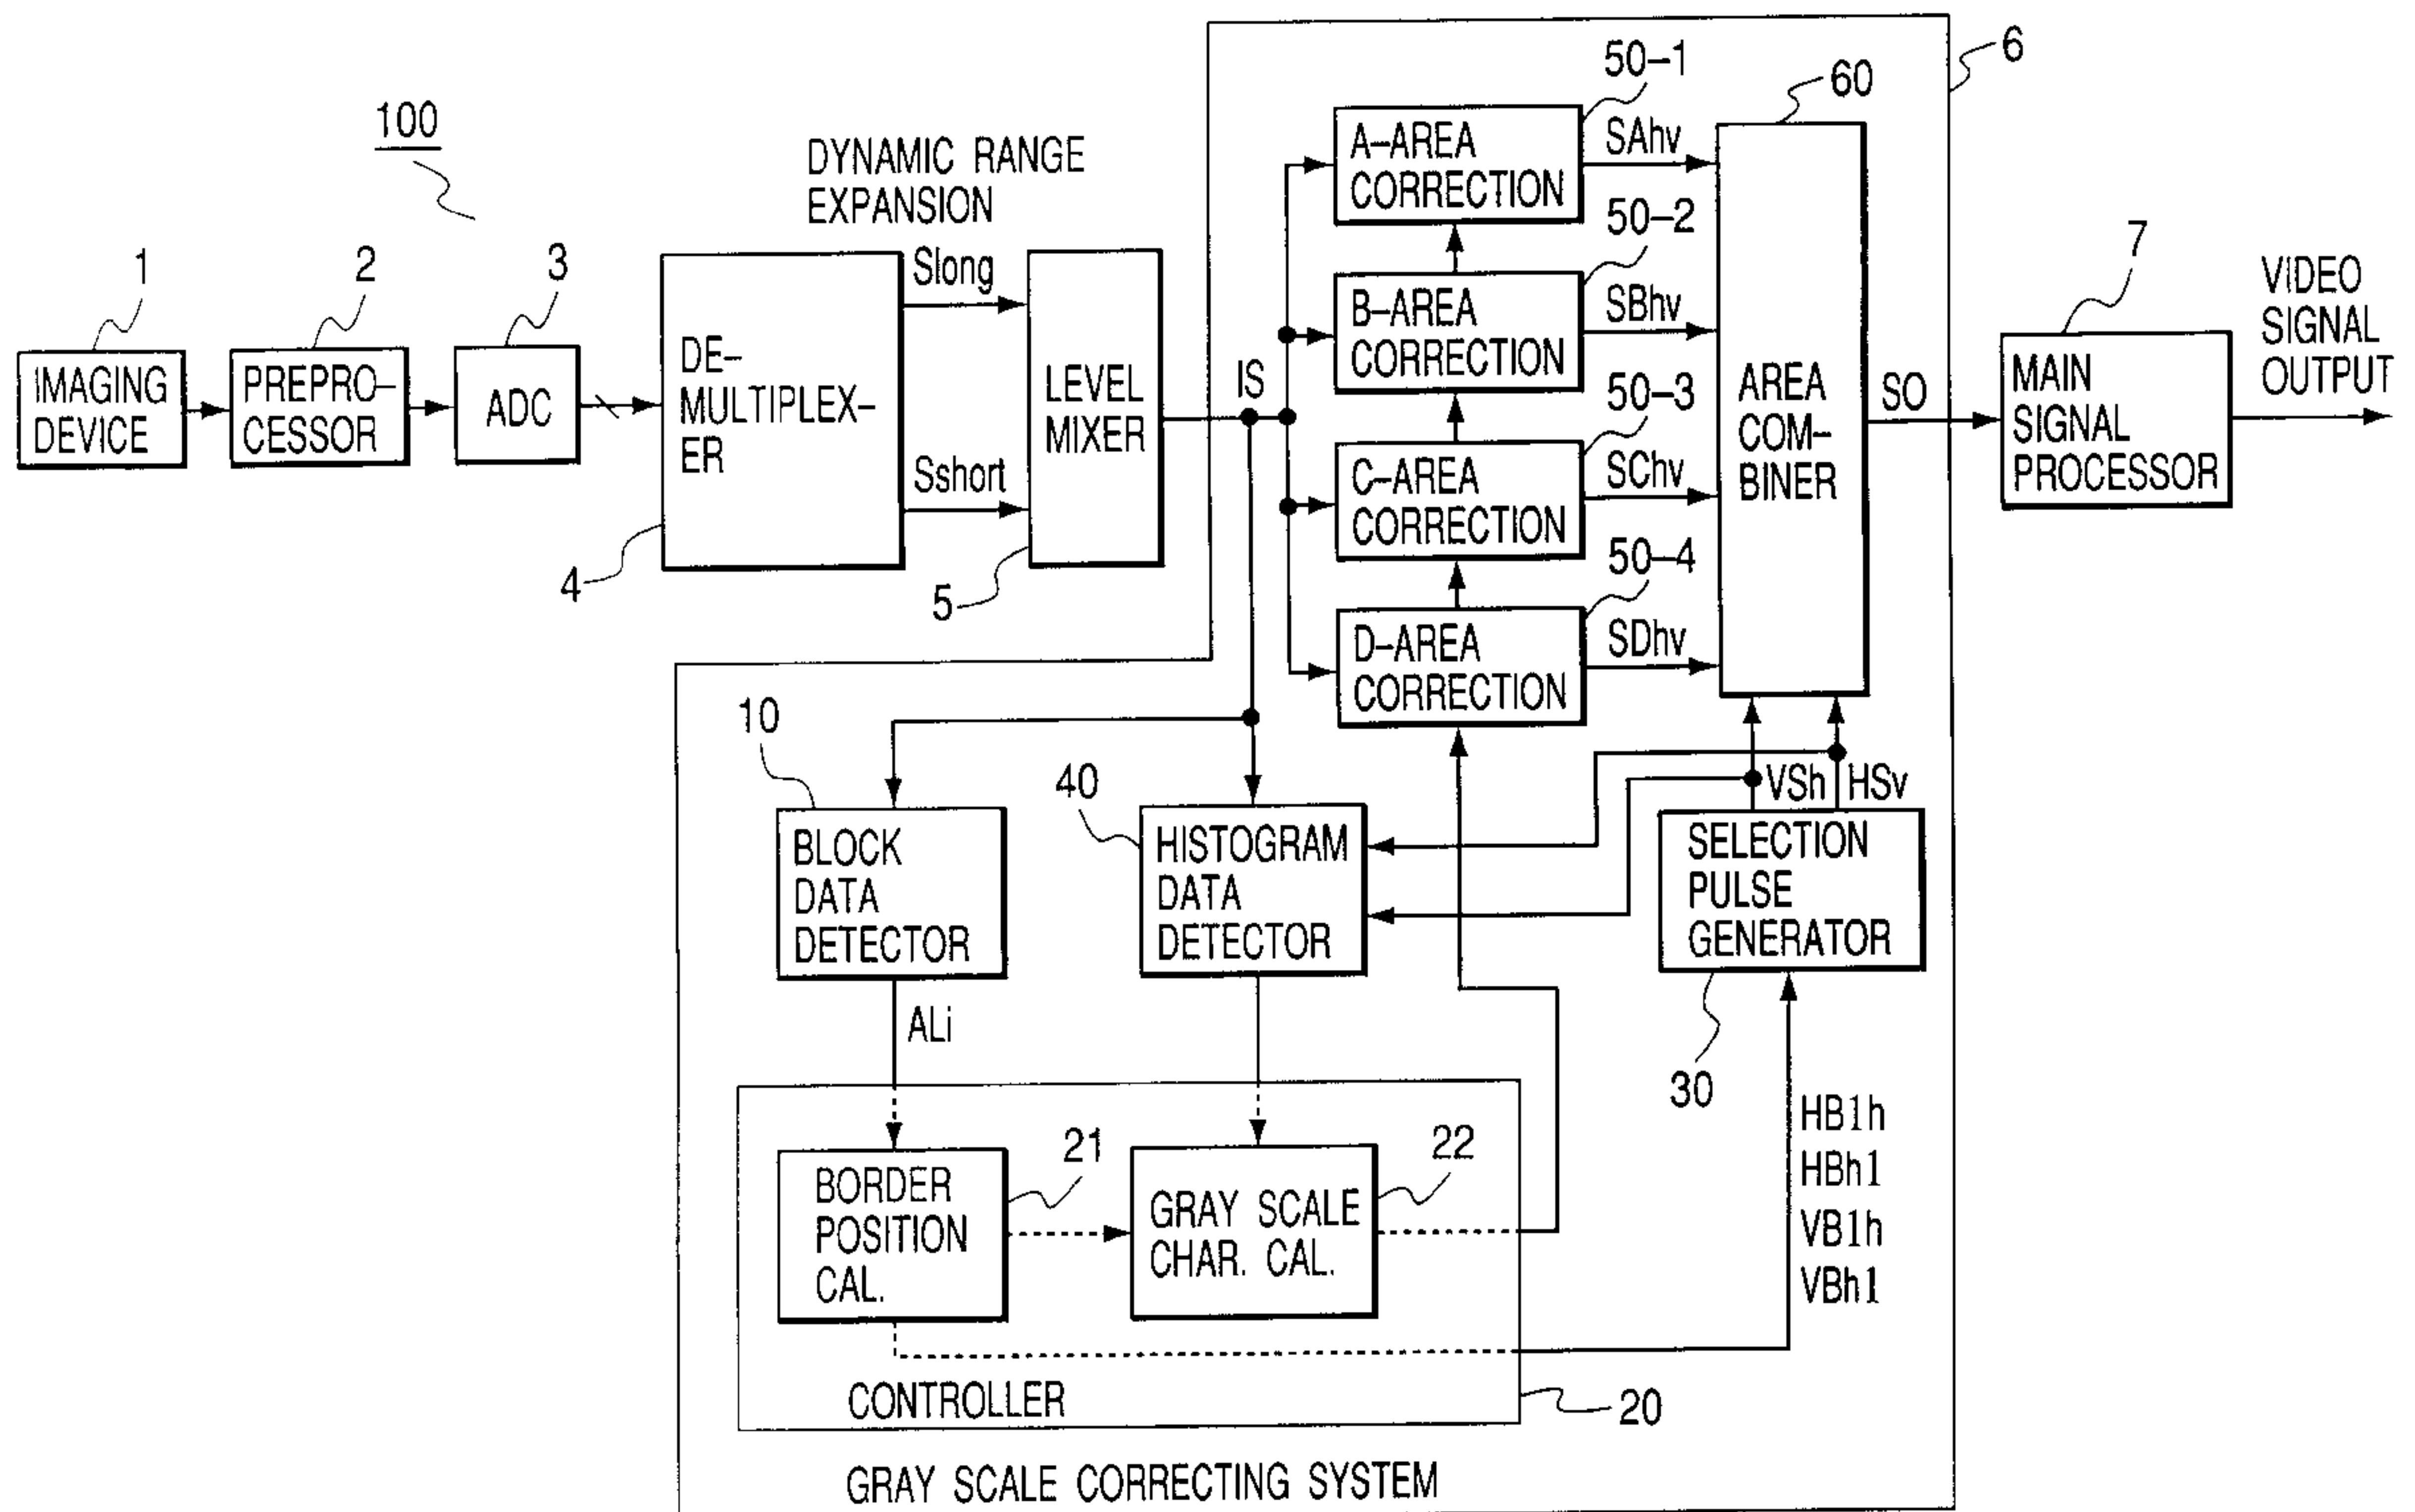 100
DYNAMIC RANGE
EXPANSION
1
IMAGING
DEVICE
2
PREPRO–
CESSOR
3
ADC
4
DE–
MULTIPLEX–
ER
Slong
Sshort
5
LEVEL
MIXER
IS
6
50–1
A–AREA
CORRECTION
SAhv
50–2
B–AREA
CORRECTION
SBhv
50–3
C–AREA
CORRECTION
SChv
50–4
D–AREA
CORRECTION
SDhv
60
AREA
COM–
BINER
SO
7
MAIN
SIGNAL
PROCESSOR
VIDEO
SIGNAL
OUTPUT
10
BLOCK
DATA
DETECTOR
ALi
40
HISTOGRAM
DATA
DETECTOR
VSh
HSv
SELECTION
PULSE
GENERATOR
30
HB1h
HBh1
VB1h
VBh1
21
BORDER
POSITION
CAL.
22
GRAY SCALE
CHAR. CAL.
CONTROLLER
20
GRAY SCALE CORRECTING SYSTEM